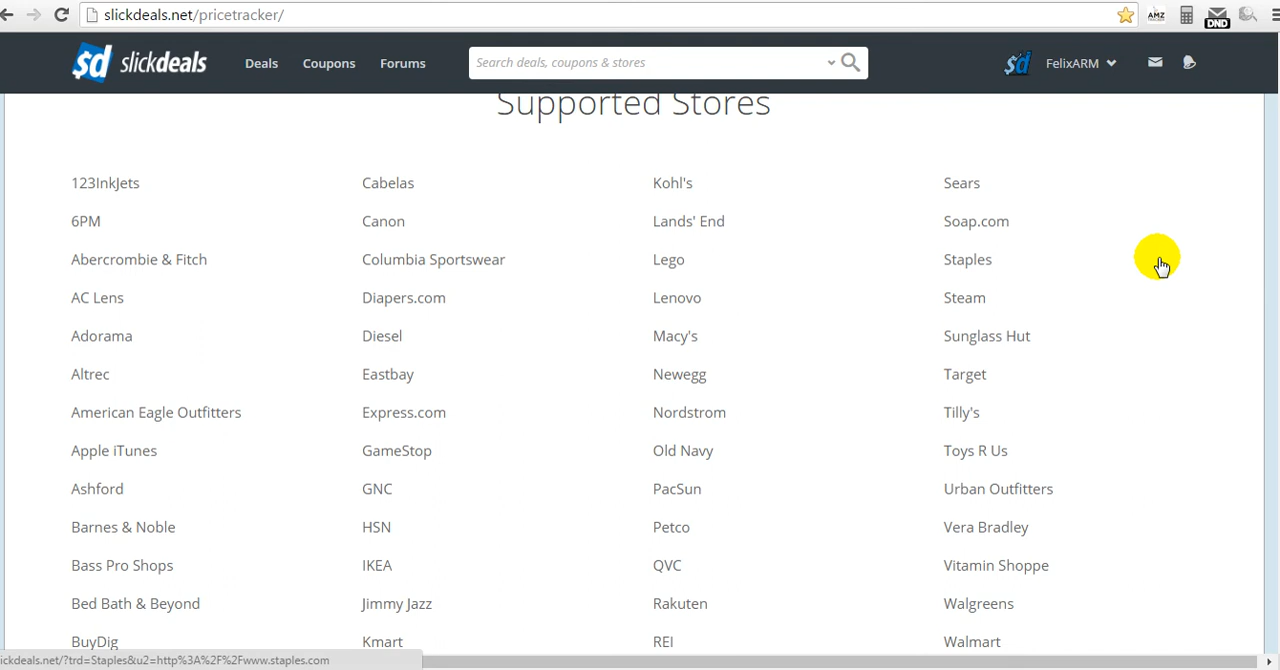 slickdeals.net/pricetracker/
AMZ
DND
$d slickdeals Deals Coupons Forums Search deals, coupons & stores $d FelixARM
Supported Stores
123InkJets Cabelas Kohl's Sears
6PM Canon Lands' End Soap.com
Abercrombie & Fitch Columbia Sportswear Lego Staples
AC Lens Diapers.com Lenovo Steam
Adorama Diesel Macy's Sunglass Hut
Altrec Eastbay Newegg Target
American Eagle Outfitters Express.com Nordstrom Tilly's
Apple iTunes GameStop Old Navy Toys R Us
Ashford GNC PacSun Urban Outfitters
Barnes & Noble HSN Petco Vera Bradley
Bass Pro Shops IKEA QVC Vitamin Shoppe
Bed Bath & Beyond Jimmy Jazz Rakuten Walgreens
BuyDig Kmart REI Walmart
ickdeals.net/?trd=Staples&u2=http%3A%2F%2Fwww.staples.com